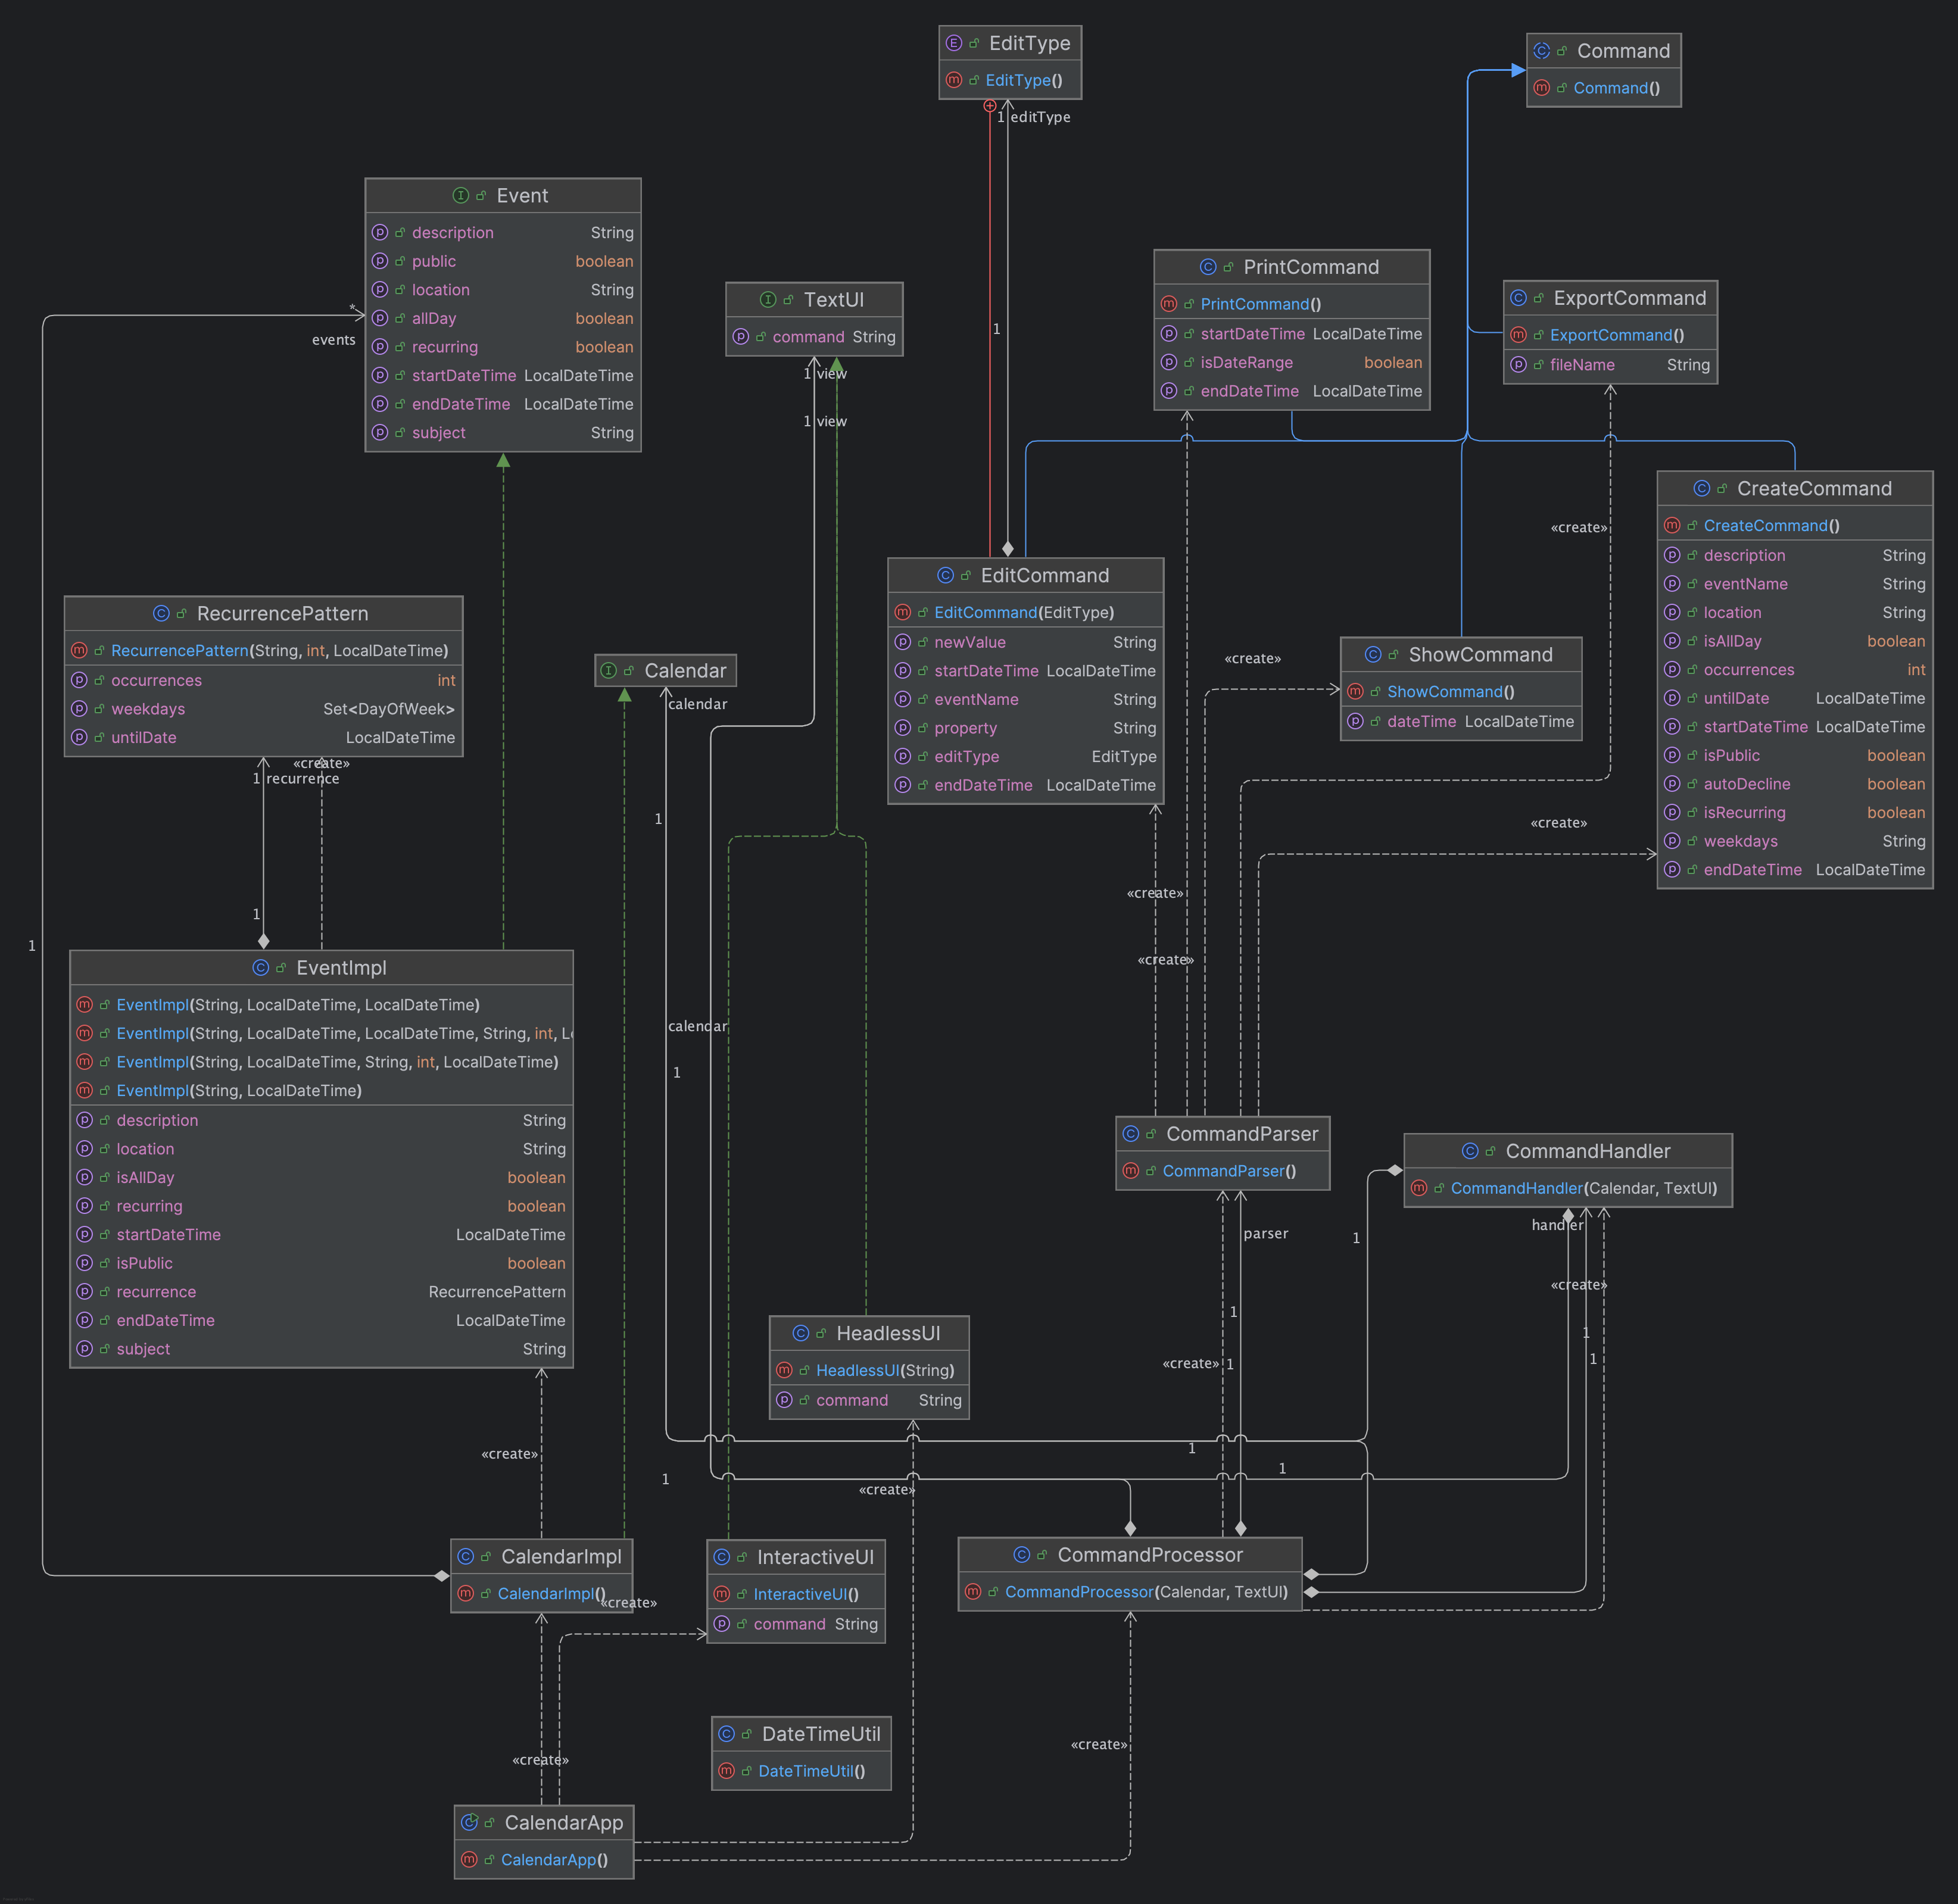 EditType
EditType()
1 editType
Command
Command()
Event
description String
public boolean
location String
allDay boolean
recurring boolean
startDateTime LocalDateTime
endDateTime LocalDateTime
subject String
*
events
TextUI
command String
1 view
1 view
1
PrintCommand
PrintCommand()
startDateTime LocalDateTime
isDateRange boolean
endDateTime LocalDateTime
ExportCommand
ExportCommand()
fileName String
«create»
CreateCommand
CreateCommand()
description String
eventName String
location String
isAllDay boolean
occurrences int
untilDate LocalDateTime
startDateTime LocalDateTime
isPublic boolean
autoDecline boolean
isRecurring boolean
weekdays String
endDateTime LocalDateTime
EditCommand
EditCommand(EditType)
newValue String
startDateTime LocalDateTime
eventName String
property String
editType EditType
endDateTime LocalDateTime
RecurrencePattern
RecurrencePattern(String, int, LocalDateTime)
occurrences int
weekdays Set<DayOfWeek>
untilDate LocalDateTime
«create»
1 recurrence
1
1
Calendar
calendar
1
calendar
1
«create»
ShowCommand
ShowCommand()
dateTime LocalDateTime
«create»
«create»
«create»
EventImpl
EventImpl(String, LocalDateTime, LocalDateTime)
EventImpl(String, LocalDateTime, LocalDateTime, String, int, L
EventImpl(String, LocalDateTime, String, int, LocalDateTime)
EventImpl(String, LocalDateTime)
description String
location String
isAllDay boolean
recurring boolean
startDateTime LocalDateTime
isPublic boolean
recurrence RecurrencePattern
endDateTime LocalDateTime
subject String
CommandParser
CommandParser()
CommandHandler
CommandHandler(Calendar, TextUI)
handler
parser
1
«create»
1
1
1
«create» 1
HeadlessUI
HeadlessUI(String)
command String
1
1
1
«create»
«create»
CalendarImpl
CalendarImpl()
«create»
InteractiveUI
InteractiveUI()
command String
CommandProcessor
CommandProcessor(Calendar, TextUI)
DateTimeUtil
DateTimeUtil()
«create»
«create»
CalendarApp
CalendarApp()